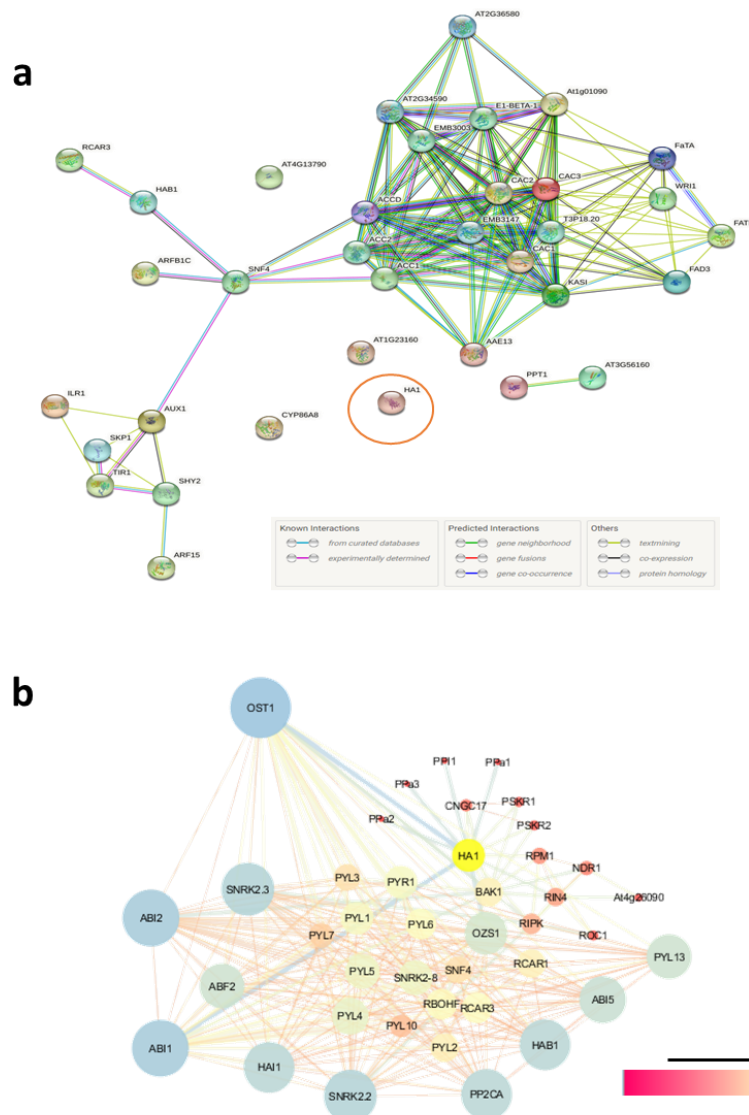 a
AT2G36580
AT2G34590
E1-BETA-1
At1g01090
EMB3003
RCAR3
AT4G13790
FaTA
HAB1
CAC2
CAC3
WRI1
ACCD
EMB3147
T3P18.20
FAT
ACC2
CAC1
ARFB1C
SNF4
ACC1
FAD3
KASI
AT1G23160
AAE13
PPT1
AT3G56160
HA1
ILR1
AUX1
CYP86A8
SKP1
TIR1
SHY2
ARF15
Known Interactions
from curated databases
experimentally determined
Predicted Interactions
gene neighborhood
gene fusions
gene co-occurrence
Others
textmining
co-expression
protein homology
b
OST1
PPI1
PPa1
PPa3
CNGC17
PSKR1
PPa2
PSKR2
HA1
RPM1
NDR1
PYL3
PYR1
BAK1
RIN4
At4g26090
SNRK2.3
ABI2
PYL1
PYL6
OZS1
RIPK
ROC1
PYL7
PYL13
PYL5
SNRK2-8
SNF4
RCAR1
ABF2
RBOHF
RCAR3
ABI5
PYL4
PYL10
PYL2
ABI1
HAI1
HAB1
SNRK2.2
PP2CA